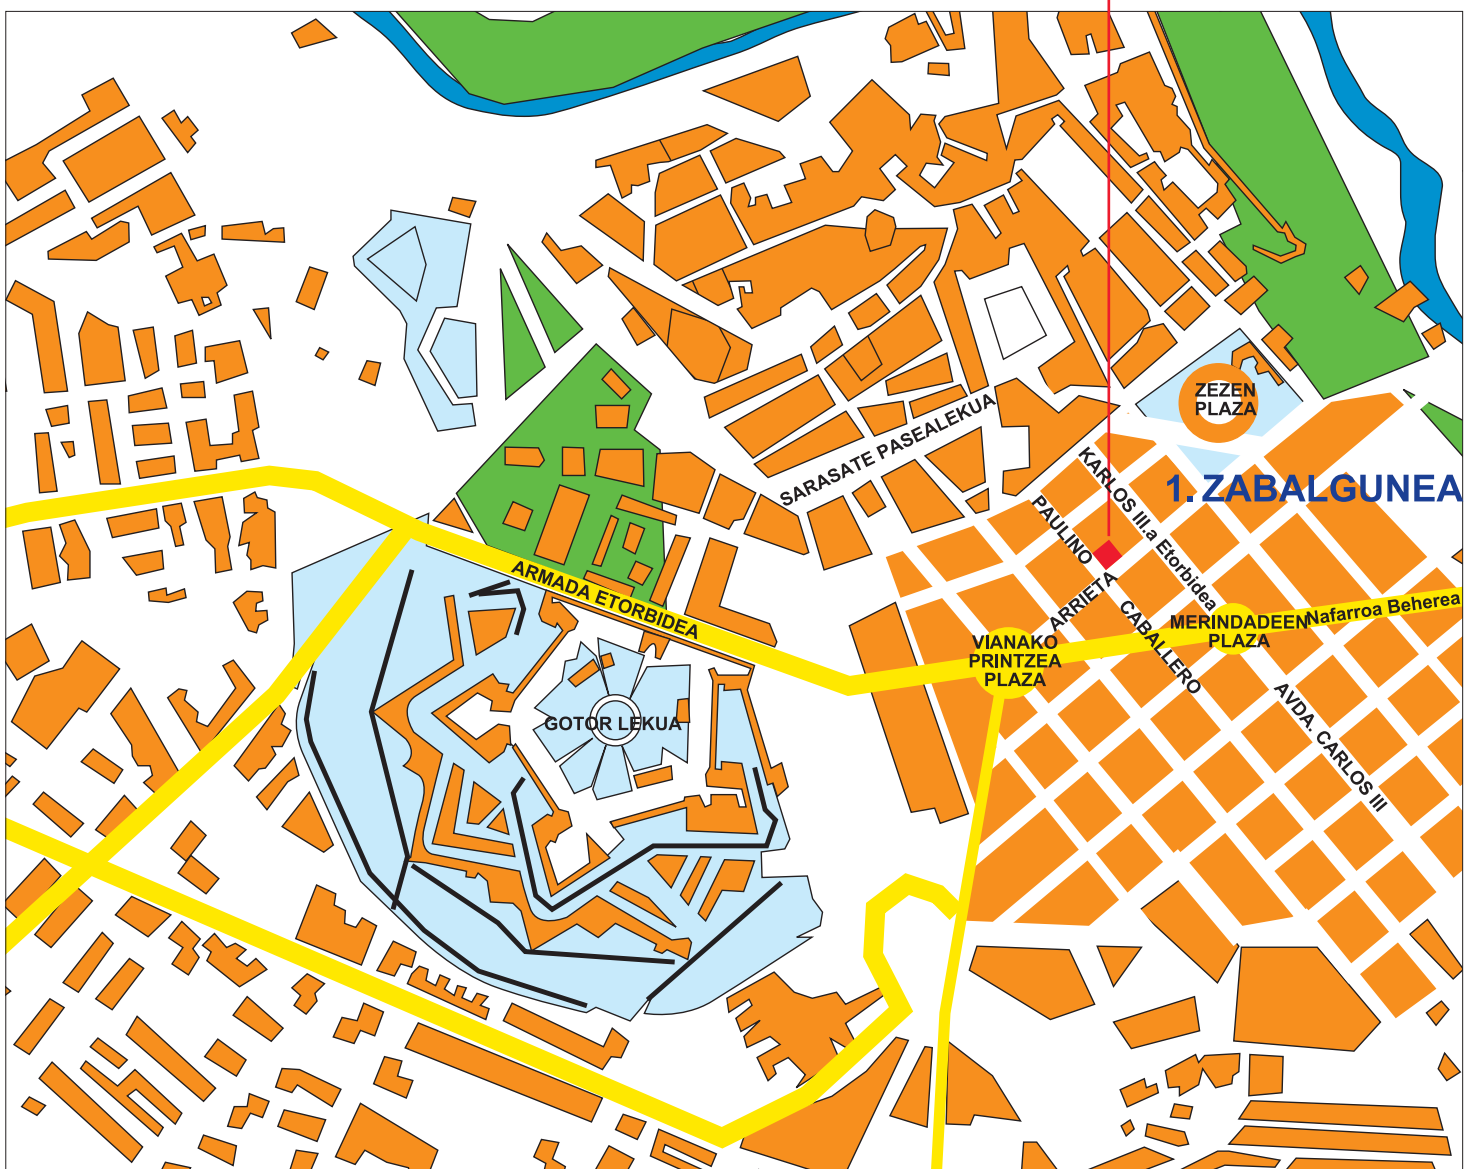 ZEZEN
PLAZA
SARASATE PASEALEKUA
1. ZABALGUNEA
KARLOS III.a Etorbidea
PAULINO
CABALLERO
ARRIETA
ARMADA ETORBIDEA
MERINDADEEN
PLAZA
Nafarroa Beherea
VIANAKO
PRINTZEA
PLAZA
GOTOR LEKUA
AVDA. CARLOS III